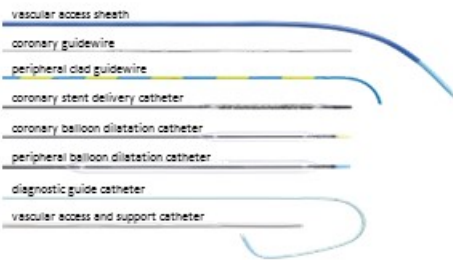 vascular access sheath
coronary guidewire
peripheral clad guidewire
coronary stent delivery catheter
coronary balloon dilatation catheter
peripheral balloon dilatation catheter
diagnostic guide catheter
vascular access and support catheter